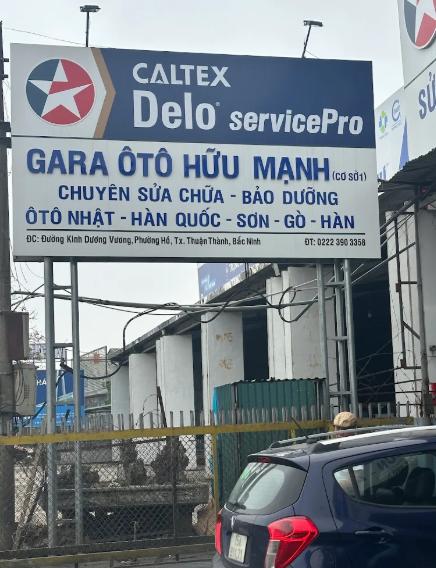 CALTEX
Delo® servicePro
GARA ÔTÔ HỮU MẠNH (CƠ SỞ 1)
CHUYÊN SỬA CHỮA - BẢO DƯỠNG
ÔTÔ NHẬT - HÀN QUỐC - SƠN - GÒ - HÀN
ĐC: Đường Kinh Dương Vương, Phường Hồ, Tx. Thuận Thành, Bắc Ninh ĐT: 0222 390 3358
SỬ